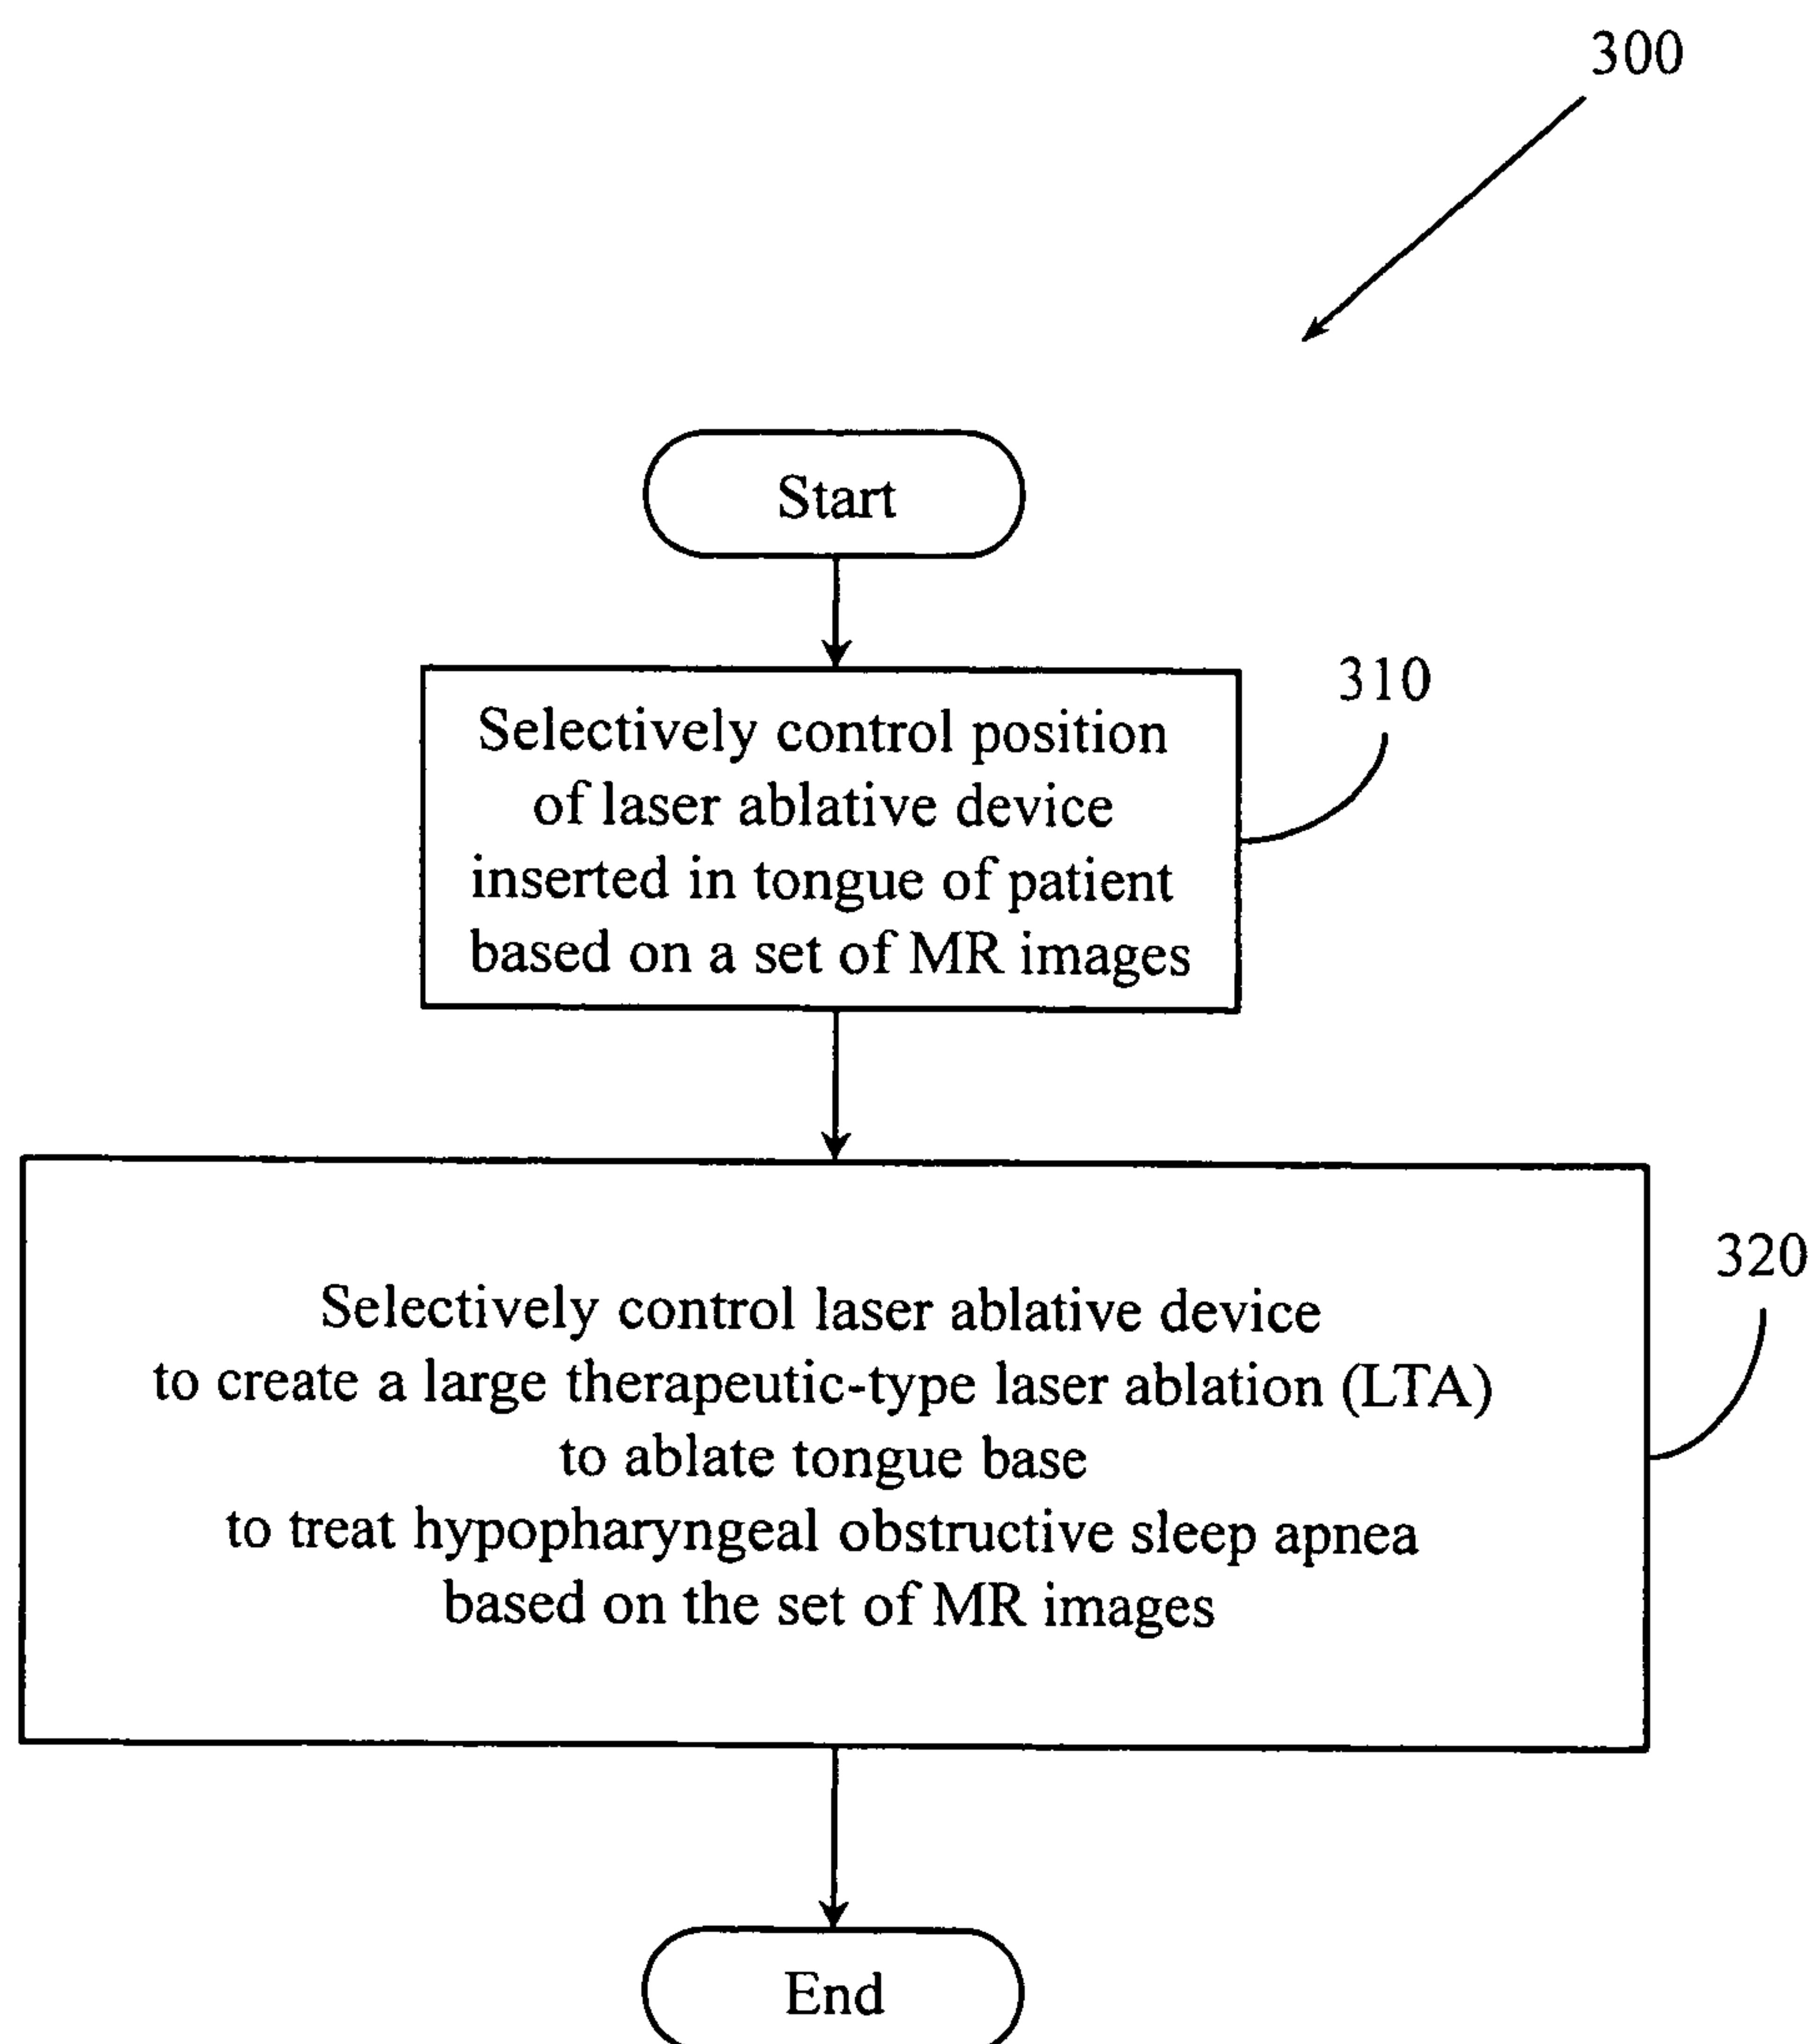 300
Start
310
Selectively control position
of laser ablative device
inserted in tongue of patient
based on a set of MR images
320
Selectively control laser ablative device
to create a large therapeutic-type laser ablation (LTA)
to ablate tongue base
to treat hypopharyngeal obstructive sleep apnea
based on the set of MR images
End